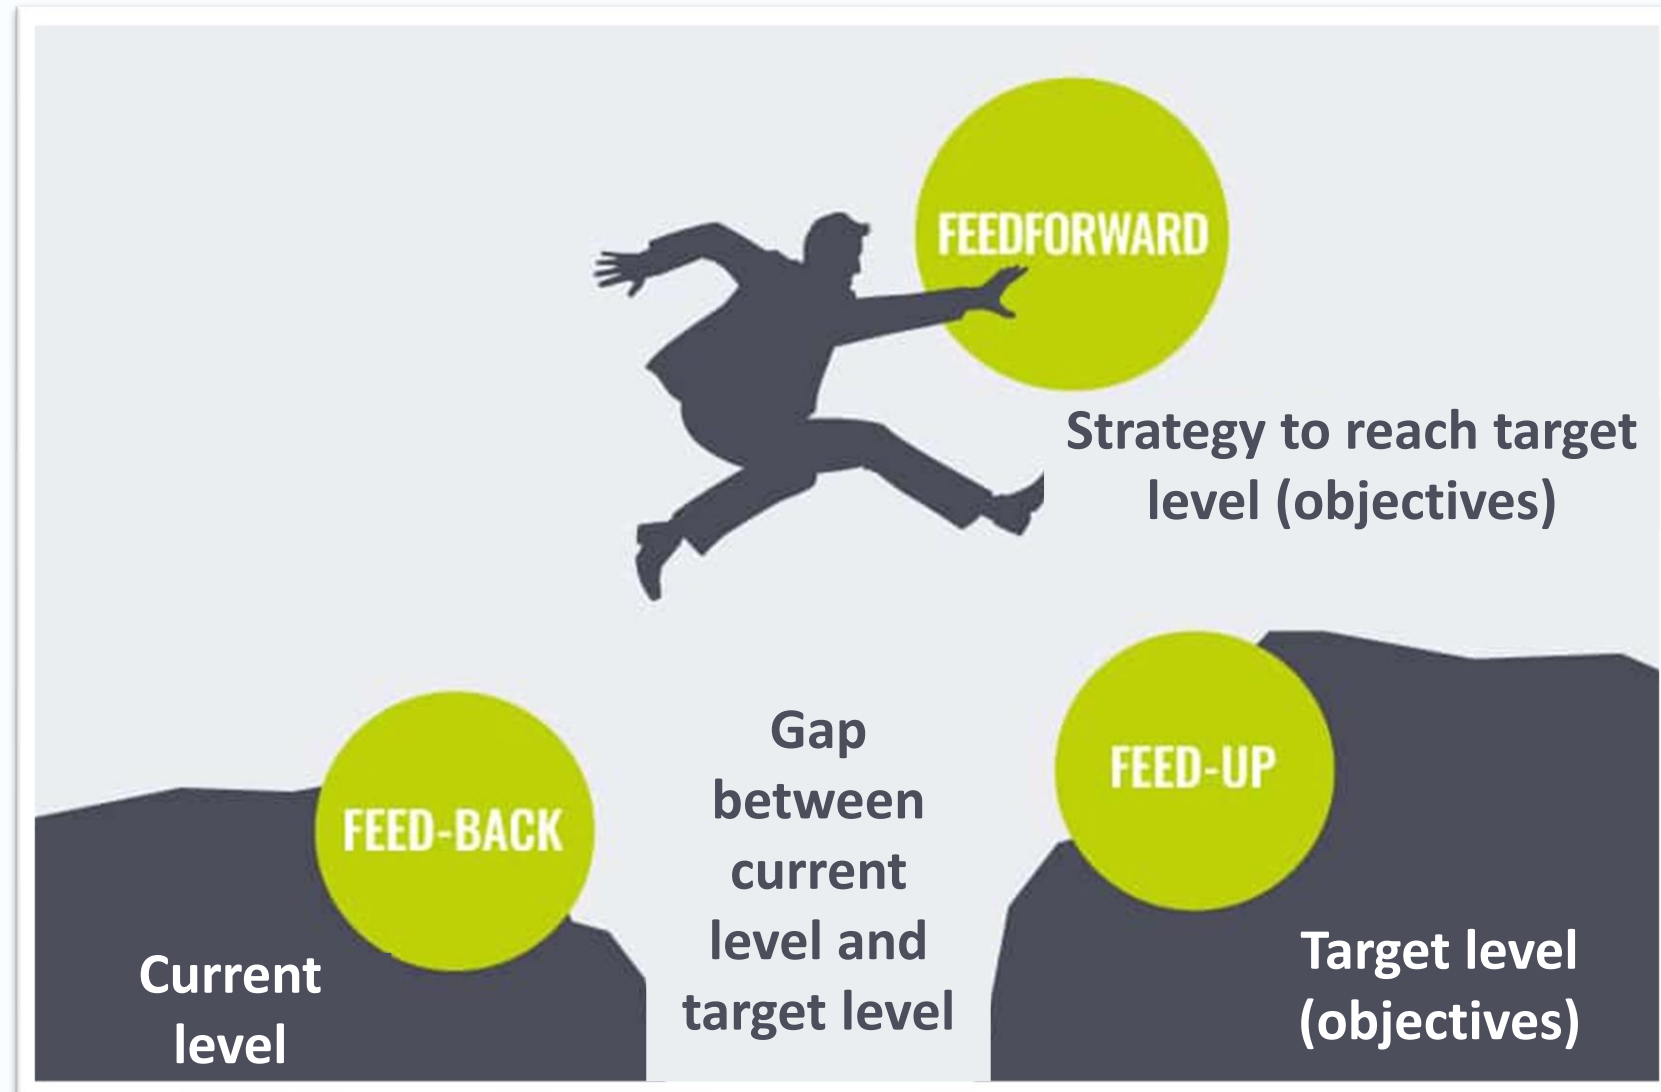 FEEDFORWARD
Strategy to reach target
level (objectives)
FEED-BACK
Current
level
Gap
between
current
level and
target level
FEED-UP
Target level
(objectives)